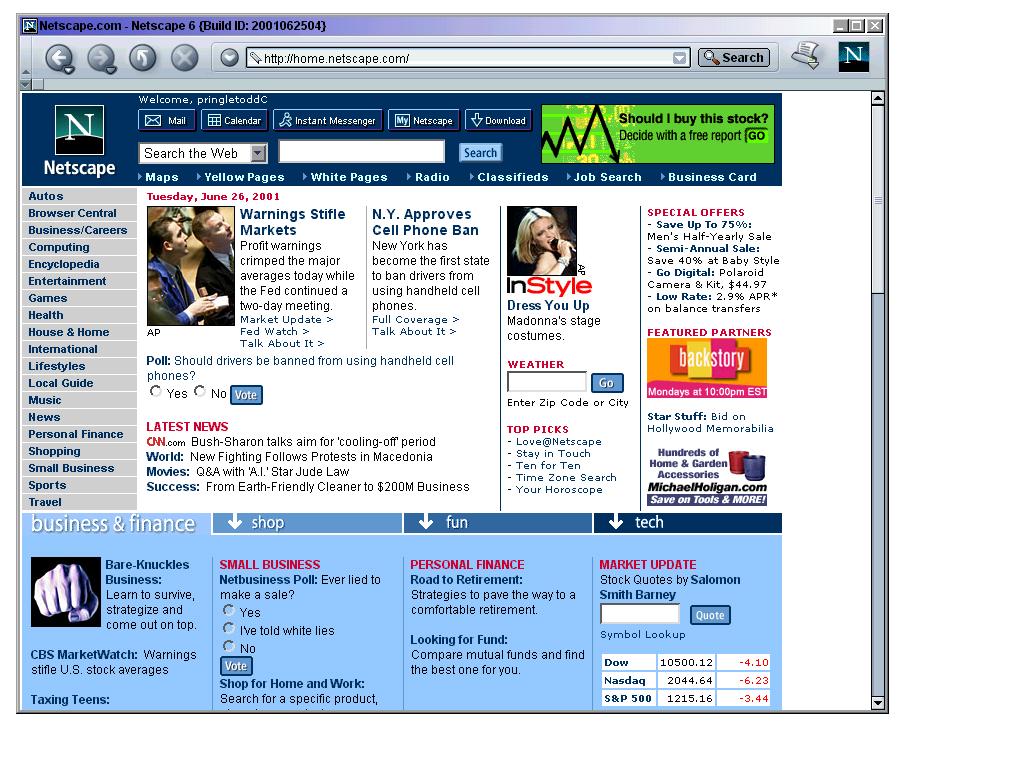 Netscape.com - Netscape 6 {Build ID: 2001062504}
http://home.netscape.com/
Search
N
Welcome, pringletoddC
Mail
Calendar
Instant Messenger
My Netscape
Download
Should I buy this stock?
Decide with a free report GO
N
Netscape
Search the Web
Search
Maps
Yellow Pages
White Pages
Radio
Classifieds
Job Search
Business Card
Autos
Browser Central
Business/Careers
Computing
Encyclopedia
Entertainment
Games
Health
House & Home
International
Lifestyles
Local Guide
Music
News
Personal Finance
Shopping
Small Business
Sports
Travel
Tuesday, June 26, 2001
AP
Warnings Stifle
Markets
Profit warnings
crimped the major
averages today while
the Fed continued a
two-day meeting.
Market Update >
Fed Watch >
Talk About It >
N.Y. Approves
Cell Phone Ban
New York has
become the first state
to ban drivers from
using handheld cell
phones.
Full Coverage >
Talk About It >
Poll: Should drivers be banned from using handheld cell
phones?
Yes No Vote
LATEST NEWS
CNN.com Bush-Sharon talks aim for 'cooling-off' period
World: New Fighting Follows Protests in Macedonia
Movies: Q&A with 'A.I.' Star Jude Law
Success: From Earth-Friendly Cleaner to $200M Business
AP
InStyle
Dress You Up
Madonna's stage
costumes.
WEATHER
Go
Enter Zip Code or City
TOP PICKS
- Love@Netscape
- Stay in Touch
- Ten for Ten
- Time Zone Search
- Your Horoscope
SPECIAL OFFERS
- Save Up To 75%:
Men's Half-Yearly Sale
- Semi-Annual Sale:
Save 40% at Baby Style
- Go Digital: Polaroid
Camera & Kit, $44.97
- Low Rate: 2.9% APR*
on balance transfers
FEATURED PARTNERS
backstory
Mondays at 10:00pm EST
Star Stuff: Bid on
Hollywood Memorabilia
Hundreds of
Home & Garden
Accessories
MichaelHoligan.com
Save on Tools & MORE!
business & finance
shop
fun
tech
Bare-Knuckles
Business:
Learn to survive,
strategize and
come out on top.
CBS MarketWatch: Warnings
stifle U.S. stock averages
Taxing Teens:
SMALL BUSINESS
Netbusiness Poll: Ever lied to
make a sale?
Yes
I've told white lies
No
Vote
Shop for Home and Work:
Search for a specific product,
PERSONAL FINANCE
Road to Retirement:
Strategies to pave the way to a
comfortable retirement.
Looking for Fund:
Compare mutual funds and find
the best one for you.
MARKET UPDATE
Stock Quotes by Salomon
Smith Barney
Quote
Symbol Lookup
Dow 10500.12 -4.10
Nasdaq 2044.64 -6.23
S&P 500 1215.16 -3.44